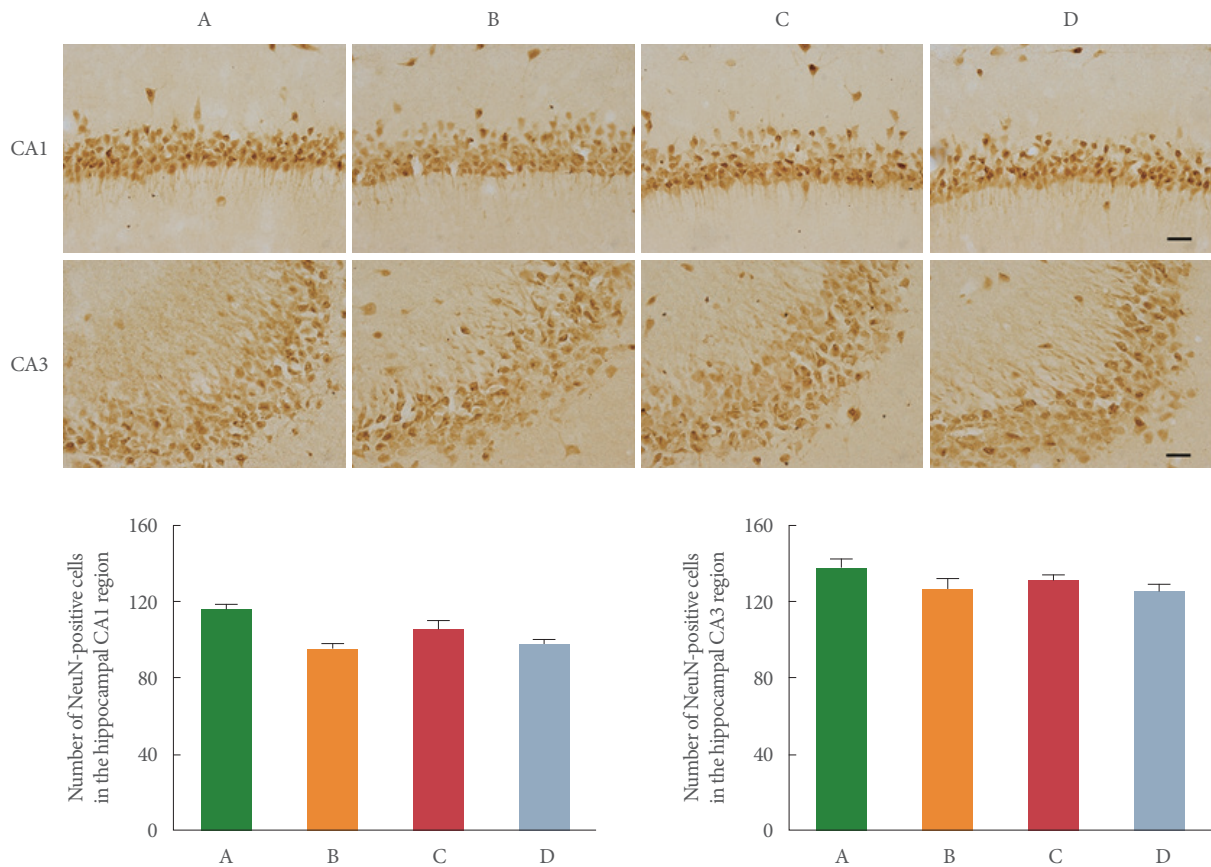 A B C D
CA1
CA3
Number of NeuN-positive cells
in the hippocampal CA1 region
160
120
80
40
0
A B C D
Number of NeuN-positive cells
in the hippocampal CA3 region
160
120
80
40
0
A B C D